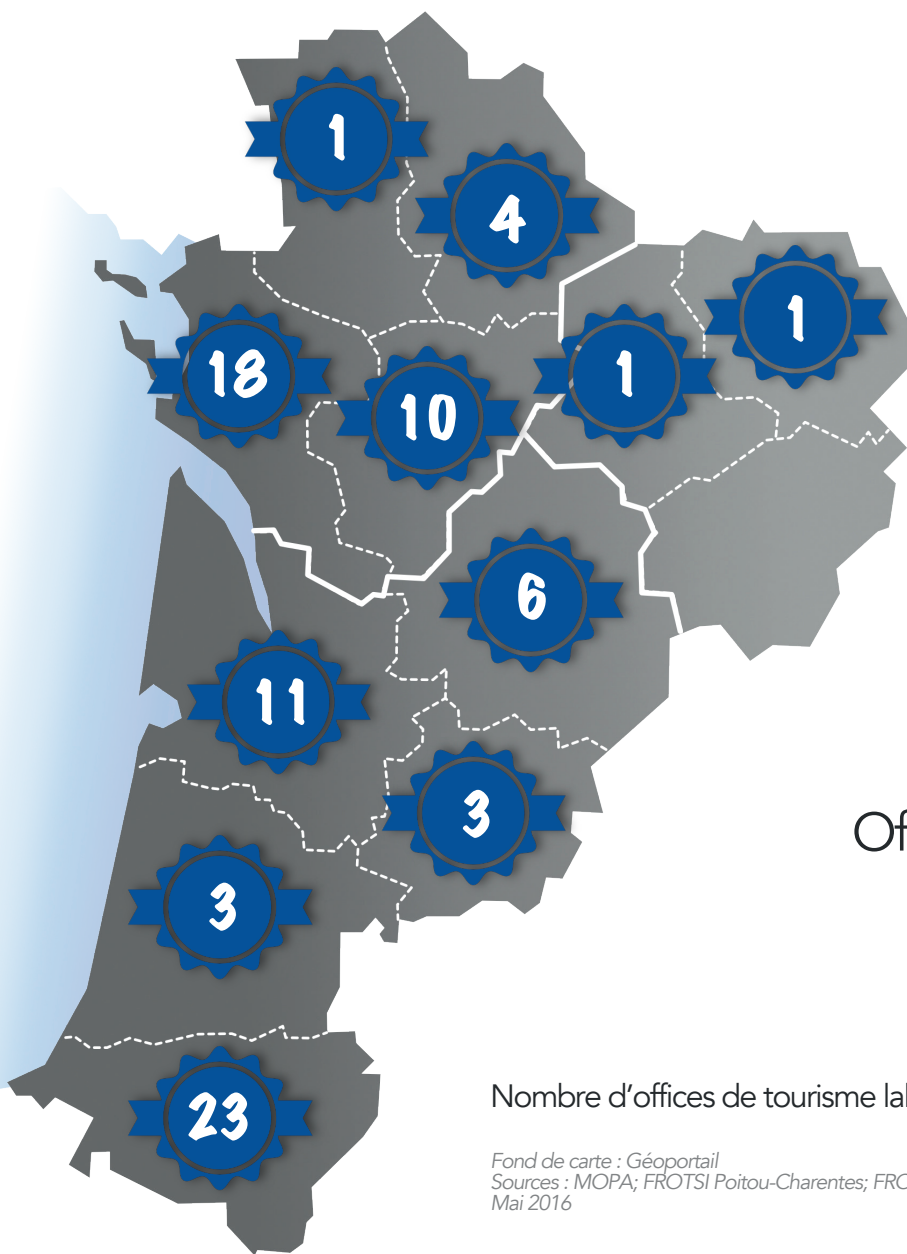 1
4
1
18
1
10
6
11
3
Of
3
23
Nombre d'offices de tourisme lal
Fond de carte : Géoportail
Sources : MOPA; FROTSI Poitou-Charentes; FRO
Mai 2016